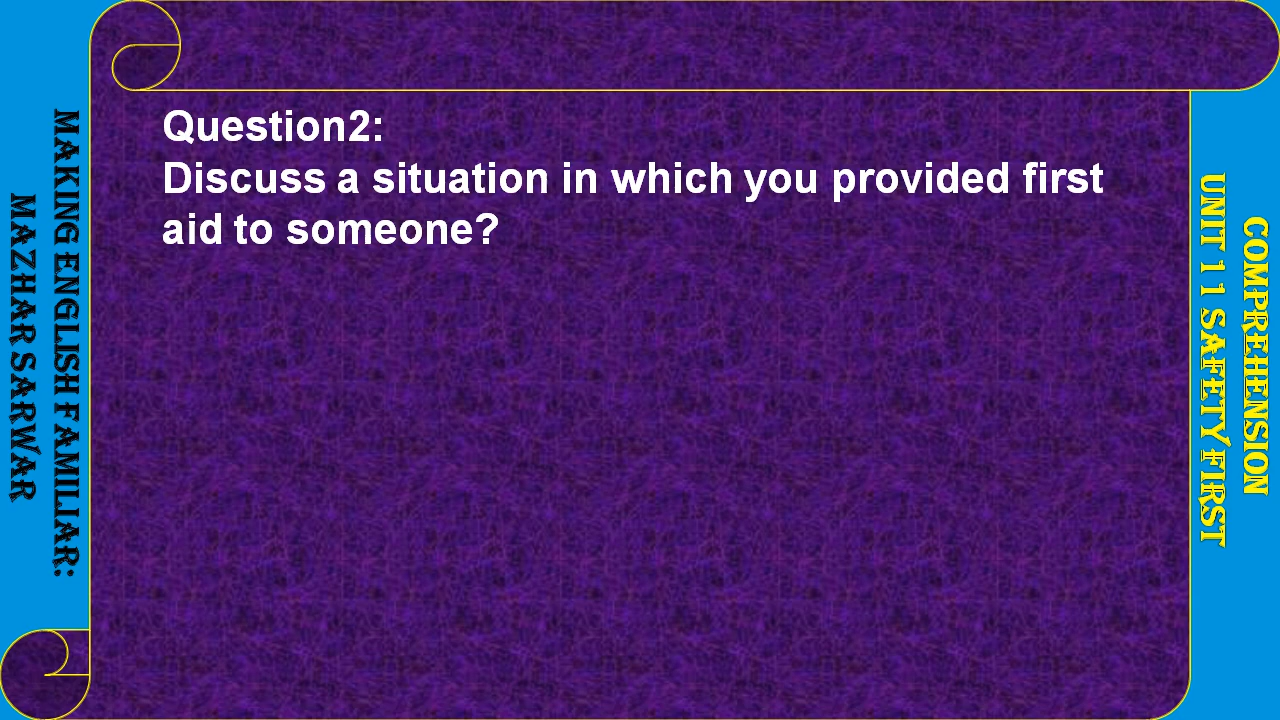 MAKING ENGLISH FAMILIAR:
MAZHAR SARWAR
Question2:
Discuss a situation in which you provided first
aid to someone?
COMPREHENSION
UNIT 11 SAFETY FIRST